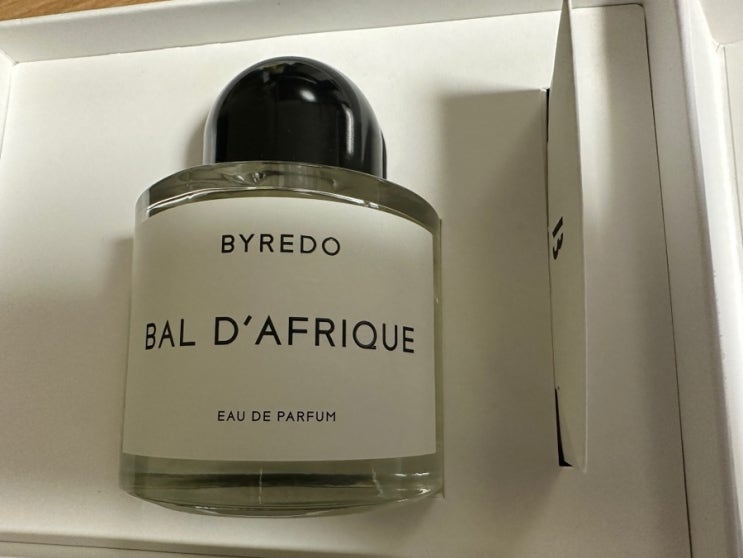 BYREDO
BAL D'AFRIQUE
EAU DE PARFUM